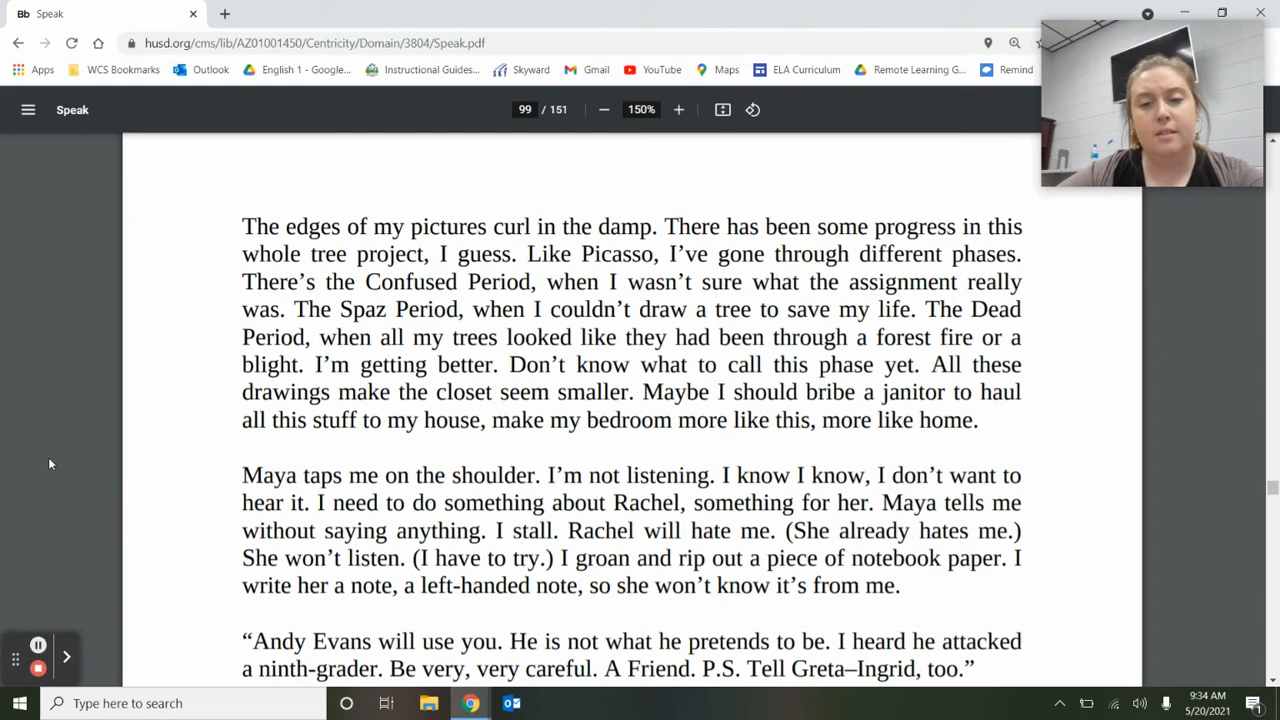 Bb Speak
husd.org/cms/lib/AZ01001450/Centricity/Domain/3804/Speak.pdf
Apps WCS Bookmarks Outlook English 1 - Google... Instructional Guides... Skyward Gmail YouTube Maps ELA Curriculum Remote Learning G... Remind
Speak 99 / 151 150%
The edges of my pictures curl in the damp. There has been some progress in this
whole tree project, I guess. Like Picasso, I’ve gone through different phases.
There’s the Confused Period, when I wasn’t sure what the assignment really
was. The Spaz Period, when I couldn’t draw a tree to save my life. The Dead
Period, when all my trees looked like they had been through a forest fire or a
blight. I’m getting better. Don’t know what to call this phase yet. All these
drawings make the closet seem smaller. Maybe I should bribe a janitor to haul
all this stuff to my house, make my bedroom more like this, more like home.
Maya taps me on the shoulder. I’m not listening. I know I know, I don’t want to
hear it. I need to do something about Rachel, something for her. Maya tells me
without saying anything. I stall. Rachel will hate me. (She already hates me.)
She won’t listen. (I have to try.) I groan and rip out a piece of notebook paper. I
write her a note, a left-handed note, so she won’t know it’s from me.
“Andy Evans will use you. He is not what he pretends to be. I heard he attacked
a ninth-grader. Be very, very careful. A Friend. P.S. Tell Greta–Ingrid, too.”
Type here to search
9:34 AM
5/20/2021
1